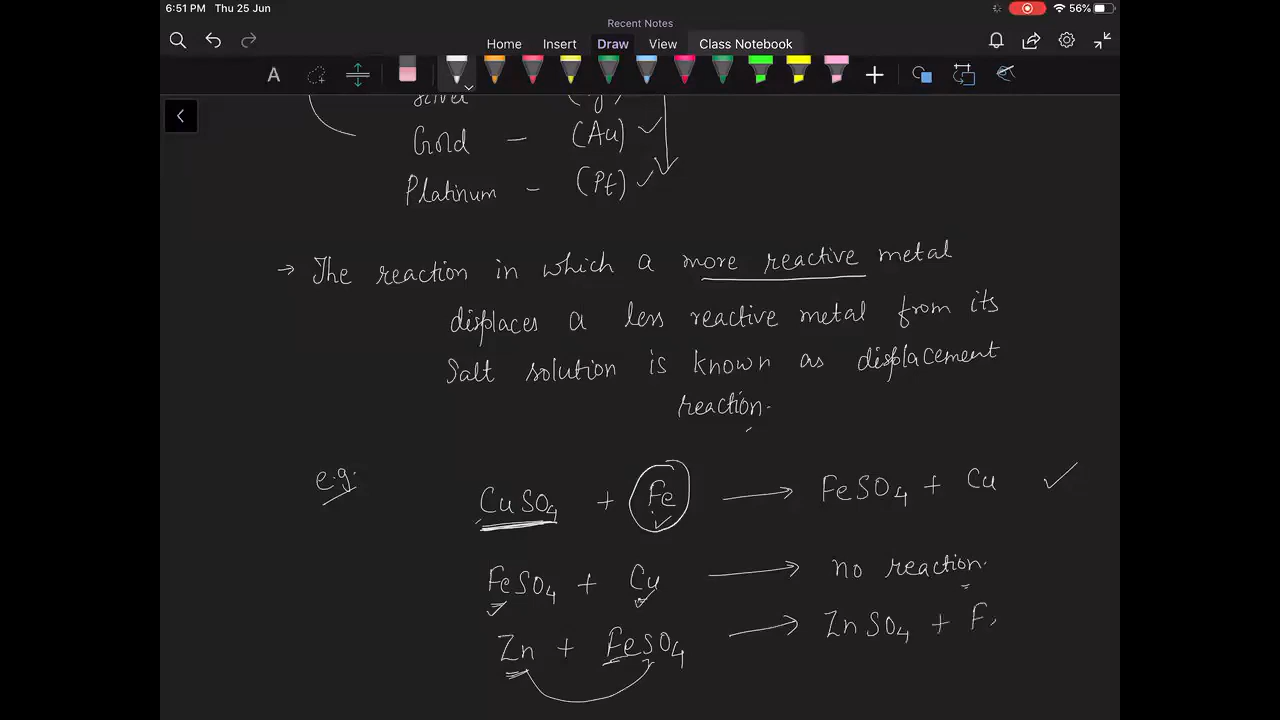 6:51 PM Thu 25 Jun
56%
Recent Notes
Home Insert Draw View Class Notebook
A
Gold - (Au) ✓
Platinum - (Pt) ✓
→ The reaction in which a more reactive metal
displaces a less reactive metal from its
Salt solution is known as displacement
reaction.
e.g.
CuSO4 + Fe ⟶ FeSO4 + Cu ✓
FeSO4 + Cu ⟶ no reaction.
Zn + FeSO4 ⟶ ZnSO4 + F